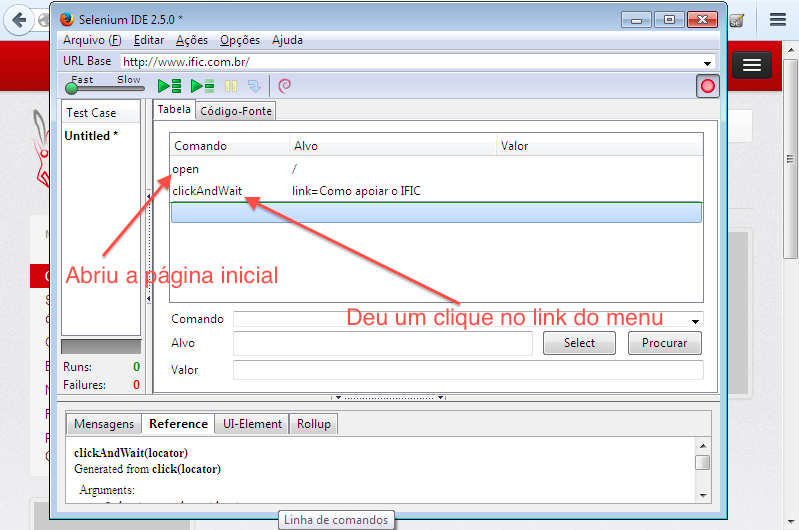 Selenium IDE 2.5.0 *
Arquivo (F) Editar Ações Opções Ajuda
URL Base http://www.ific.com.br/
Fast Slow
Test Case
Untitled *
Tabela Código-Fonte
Comando Alvo Valor
open /
clickAndWait link=Como apoiar o IFIC
Abriu a página inicial
Deu um clique no link do menu
Comando
Alvo Select Procurar
Valor
Runs: 0
Failures: 0
Mensagens Reference UI-Element Rollup
clickAndWait(locator)
Generated from click(locator)
Arguments:
Linha de comandos